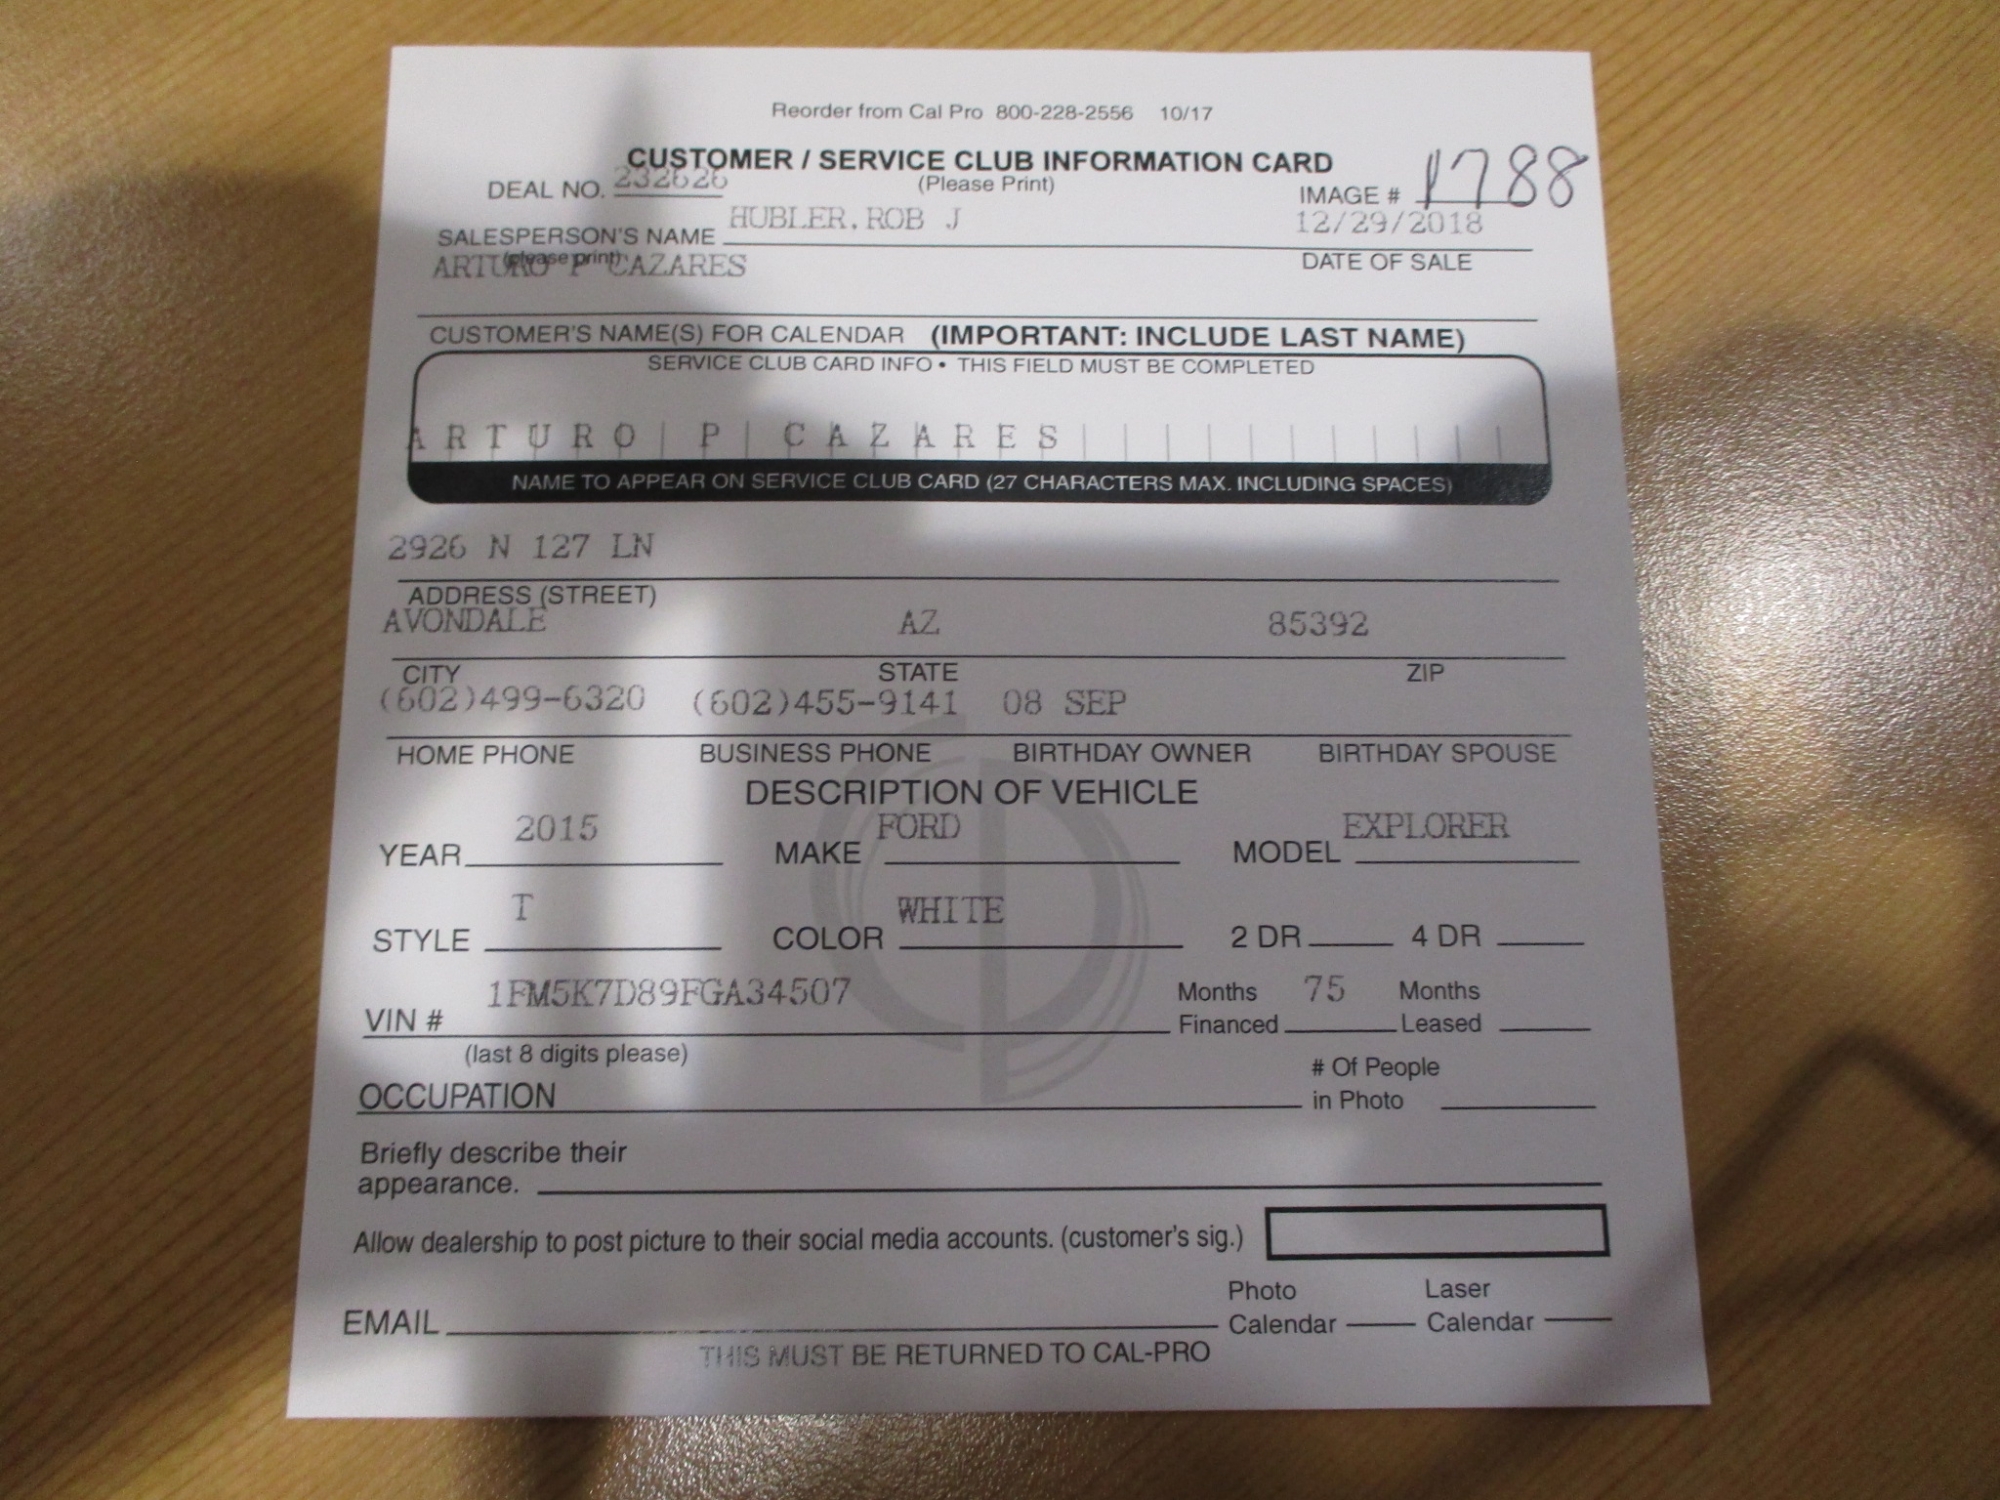 Reorder from Cal Pro 800-228-2556 10/17
CUSTOMER / SERVICE CLUB INFORMATION CARD
DEAL NO. 232626 (Please Print) IMAGE # 1788
HUBLER, ROB J 12/29/2018
SALESPERSON'S NAME DATE OF SALE
(please print)
ARTURO P CAZARES
CUSTOMER'S NAME(S) FOR CALENDAR (IMPORTANT: INCLUDE LAST NAME)
SERVICE CLUB CARD INFO • THIS FIELD MUST BE COMPLETED
ARTURO P CAZARES
NAME TO APPEAR ON SERVICE CLUB CARD (27 CHARACTERS MAX. INCLUDING SPACES)
2926 N 127 LN
ADDRESS (STREET)
AVONDALE AZ 85392
CITY STATE ZIP
(602)499-6320 (602)455-9141 08 SEP
HOME PHONE BUSINESS PHONE BIRTHDAY OWNER BIRTHDAY SPOUSE
DESCRIPTION OF VEHICLE
YEAR 2015 MAKE FORD MODEL EXPLORER
STYLE T COLOR WHITE 2 DR 4 DR
VIN # 1FM5K7D89FGA34507 Months Financed 75 Months Leased
(last 8 digits please)
OCCUPATION # Of People in Photo
Briefly describe their
appearance.
Allow dealership to post picture to their social media accounts. (customer's sig.)
EMAIL Photo Calendar Laser Calendar
THIS MUST BE RETURNED TO CAL-PRO